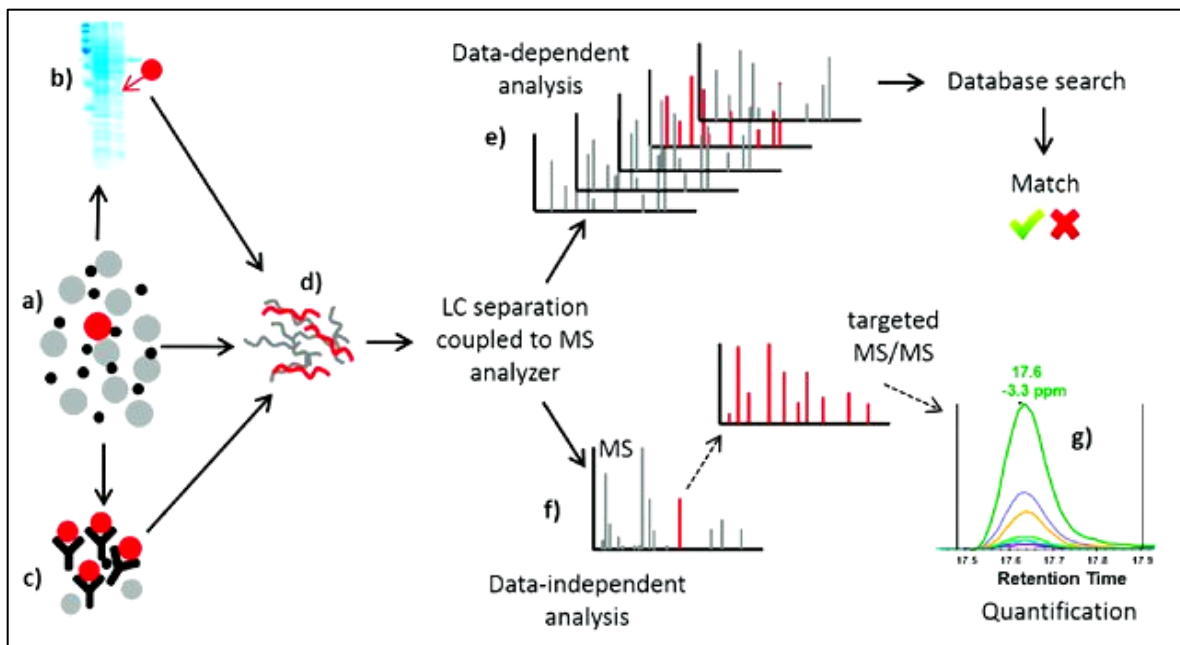 b)
Data-dependent
analysis
e)
Database search
Match
a)
d)
LC separation
coupled to MS
analyzer
targeted
MS/MS
17.6
-3.3 ppm
g)
c)
MS
f)
17.5 17.6 17.7 17.8 17.9
Retention Time
Data-independent
analysis
Quantification